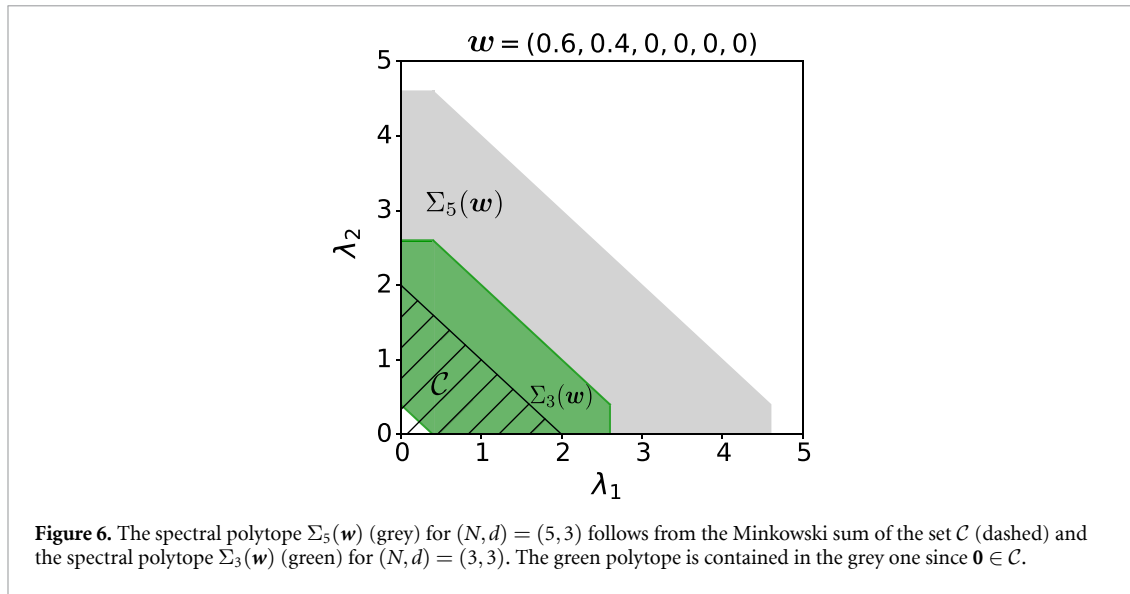 𝒘 = (0.6, 0.4, 0, 0, 0, 0)
5
4
3
2
1
0
λ₂
Σ₅(𝒘)
𝒞
Σ₃(𝒘)
0 1 2 3 4 5
λ₁
Figure 6. The spectral polytope Σ₅(𝒘) (grey) for (N,d) = (5,3) follows from the Minkowski sum of the set 𝒞 (dashed) and
the spectral polytope Σ₃(𝒘) (green) for (N,d) = (3,3). The green polytope is contained in the grey one since 𝟎 ∈ 𝒞.